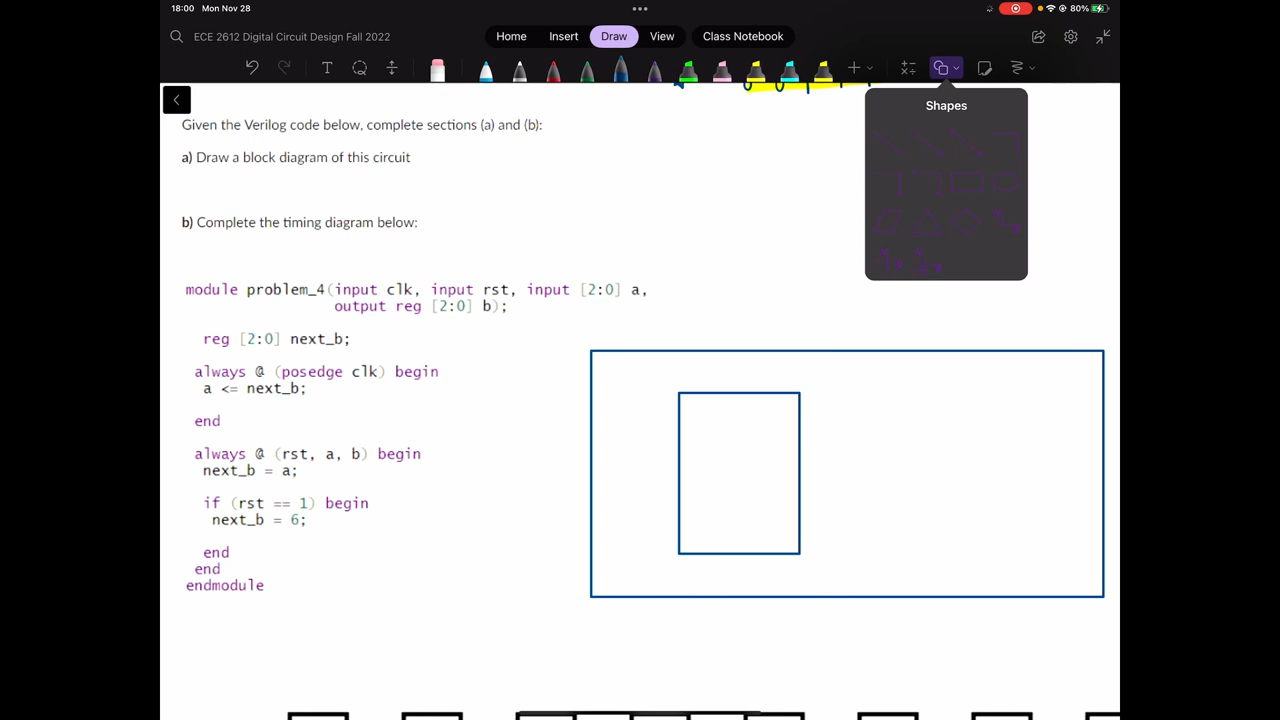 18:00 Mon Nov 28
80%
ECE 2612 Digital Circuit Design Fall 2022
Home Insert Draw View Class Notebook
T
Shapes
Given the Verilog code below, complete sections (a) and (b):
a) Draw a block diagram of this circuit
b) Complete the timing diagram below:
module problem_4(input clk, input rst, input [2:0] a,
output reg [2:0] b);
reg [2:0] next_b;
always @ (posedge clk) begin
a <= next_b;
end
always @ (rst, a, b) begin
next_b = a;
if (rst == 1) begin
next_b = 6;
end
end
endmodule